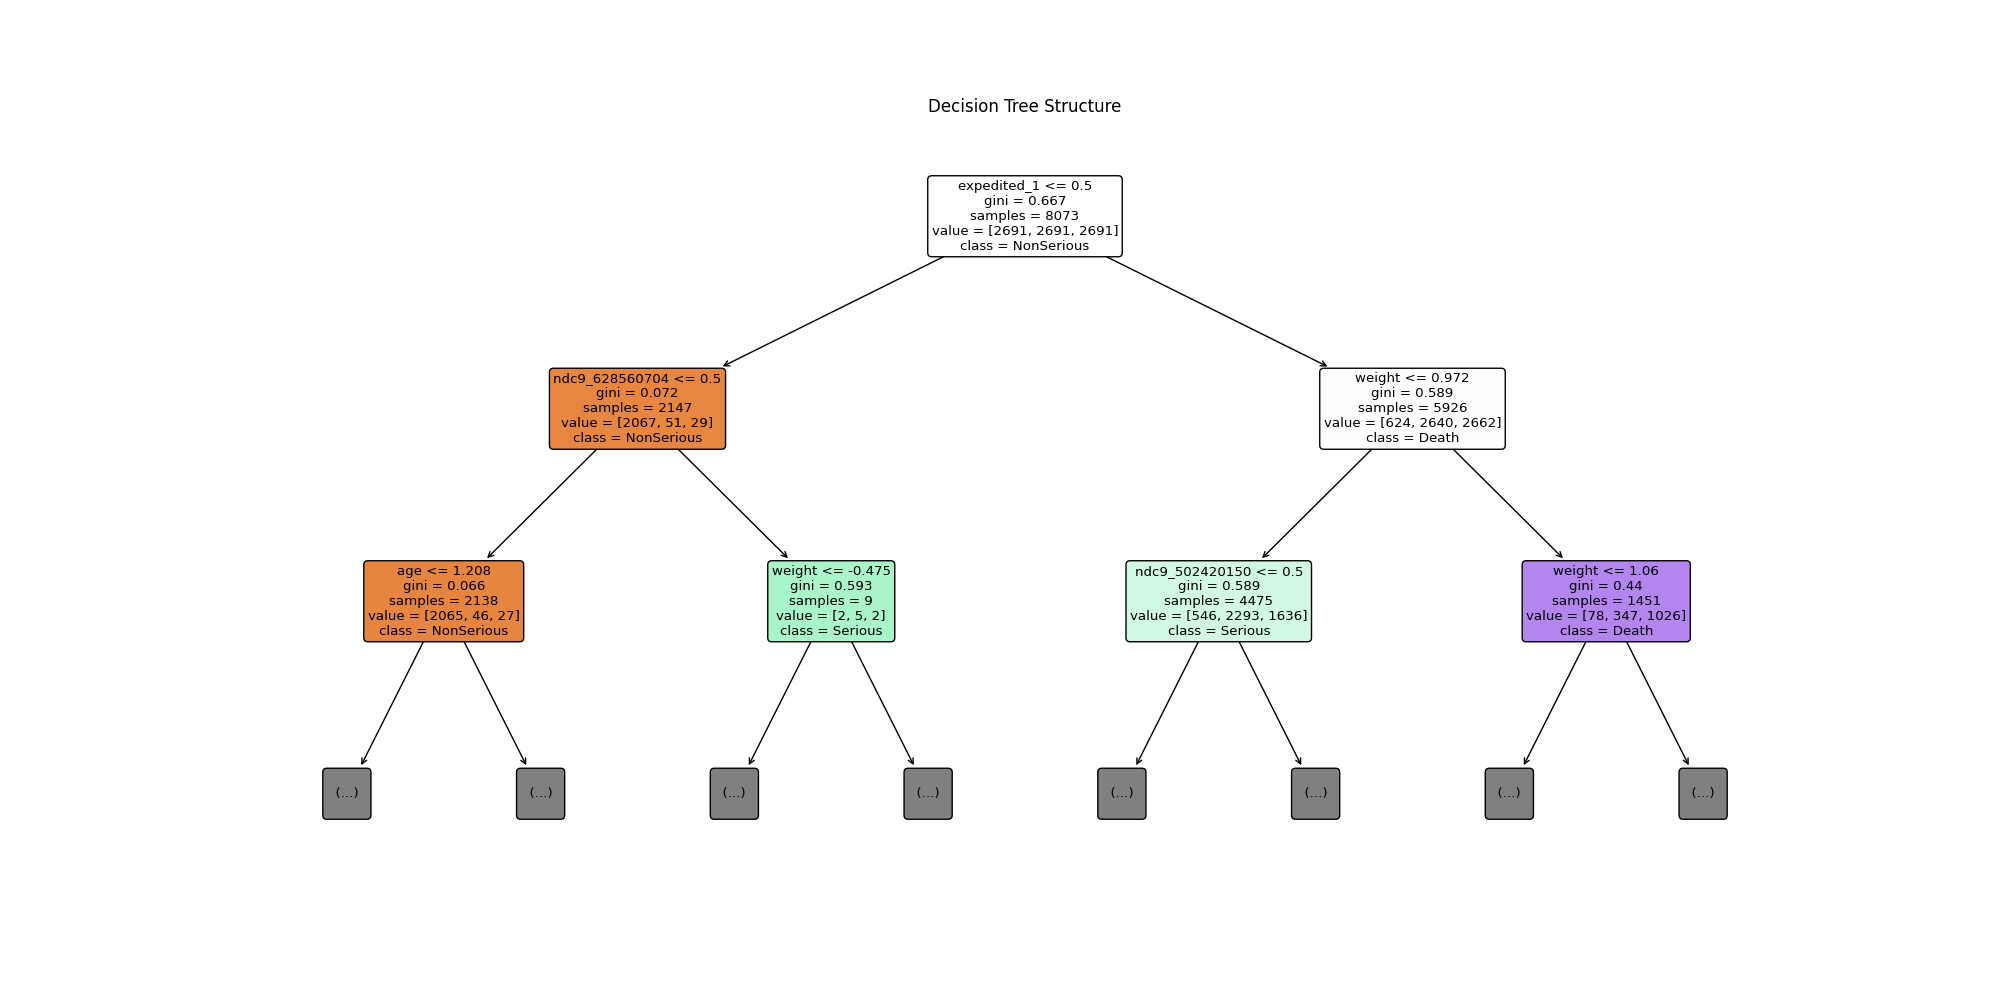 Decision Tree Structure
expedited_1 <= 0.5
gini = 0.667
samples = 8073
value = [2691, 2691, 2691]
class = NonSerious
ndc9_628560704 <= 0.5
gini = 0.072
samples = 2147
value = [2067, 51, 29]
class = NonSerious
weight <= 0.972
gini = 0.589
samples = 5926
value = [624, 2640, 2662]
class = Death
age <= 1.208
gini = 0.066
samples = 2138
value = [2065, 46, 27]
class = NonSerious
weight <= -0.475
gini = 0.593
samples = 9
value = [2, 5, 2]
class = Serious
ndc9_502420150 <= 0.5
gini = 0.589
samples = 4475
value = [546, 2293, 1636]
class = Serious
weight <= 1.06
gini = 0.44
samples = 1451
value = [78, 347, 1026]
class = Death
(...)
(...)
(...)
(...)
(...)
(...)
(...)
(...)